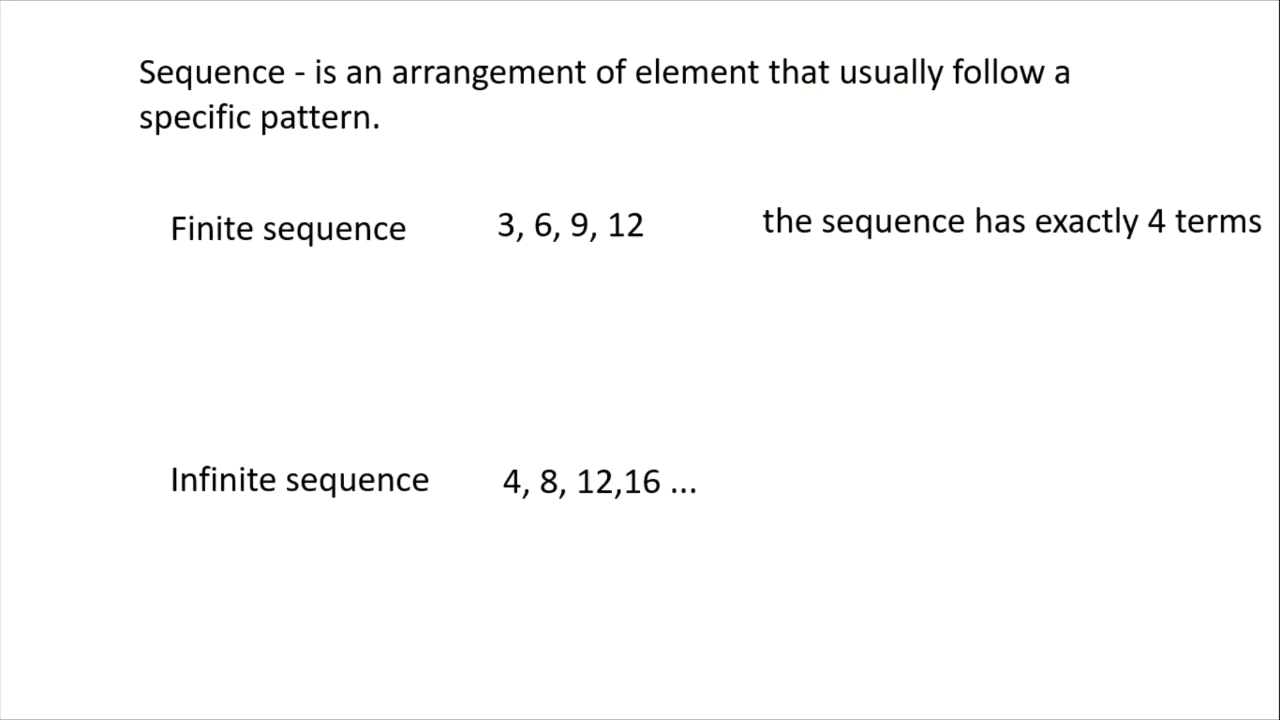 Sequence - is an arrangement of element that usually follow a
specific pattern.
Finite sequence 3, 6, 9, 12 the sequence has exactly 4 terms
Infinite sequence 4, 8, 12,16 ...